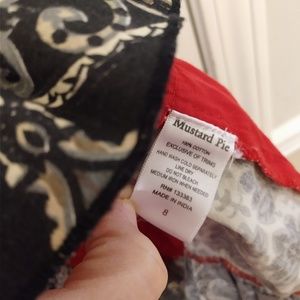 Mustard Pie
100% COTTON
EXCLUSIVE OF TRIMS
HAND WASH COLD SEPARATELY
LINE DRY
DO NOT BLEACH
MEDIUM IRON WHEN NEEDED
RN# 133383
MADE IN INDIA
8